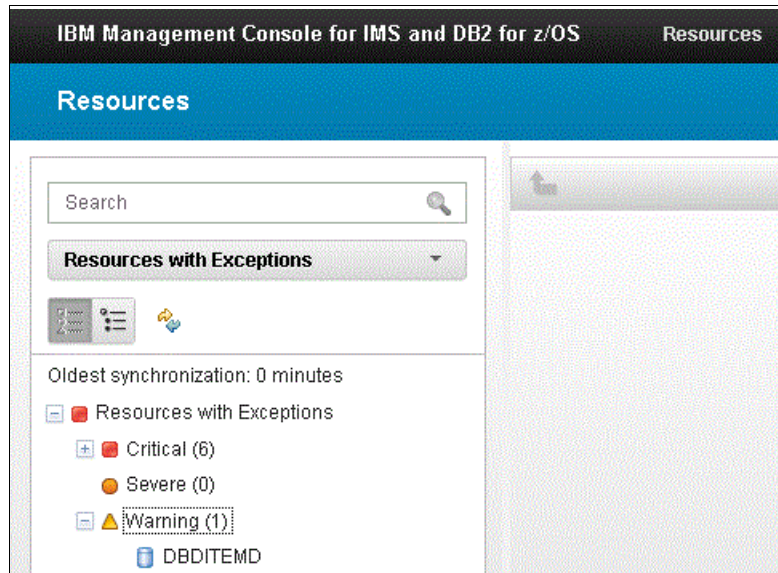 IBM Management Console for IMS and DB2 for z/OS Resources
Resources
Search
Resources with Exceptions
Oldest synchronization: 0 minutes
Resources with Exceptions
Critical (6)
Severe (0)
Warning (1)
DBDITEMD